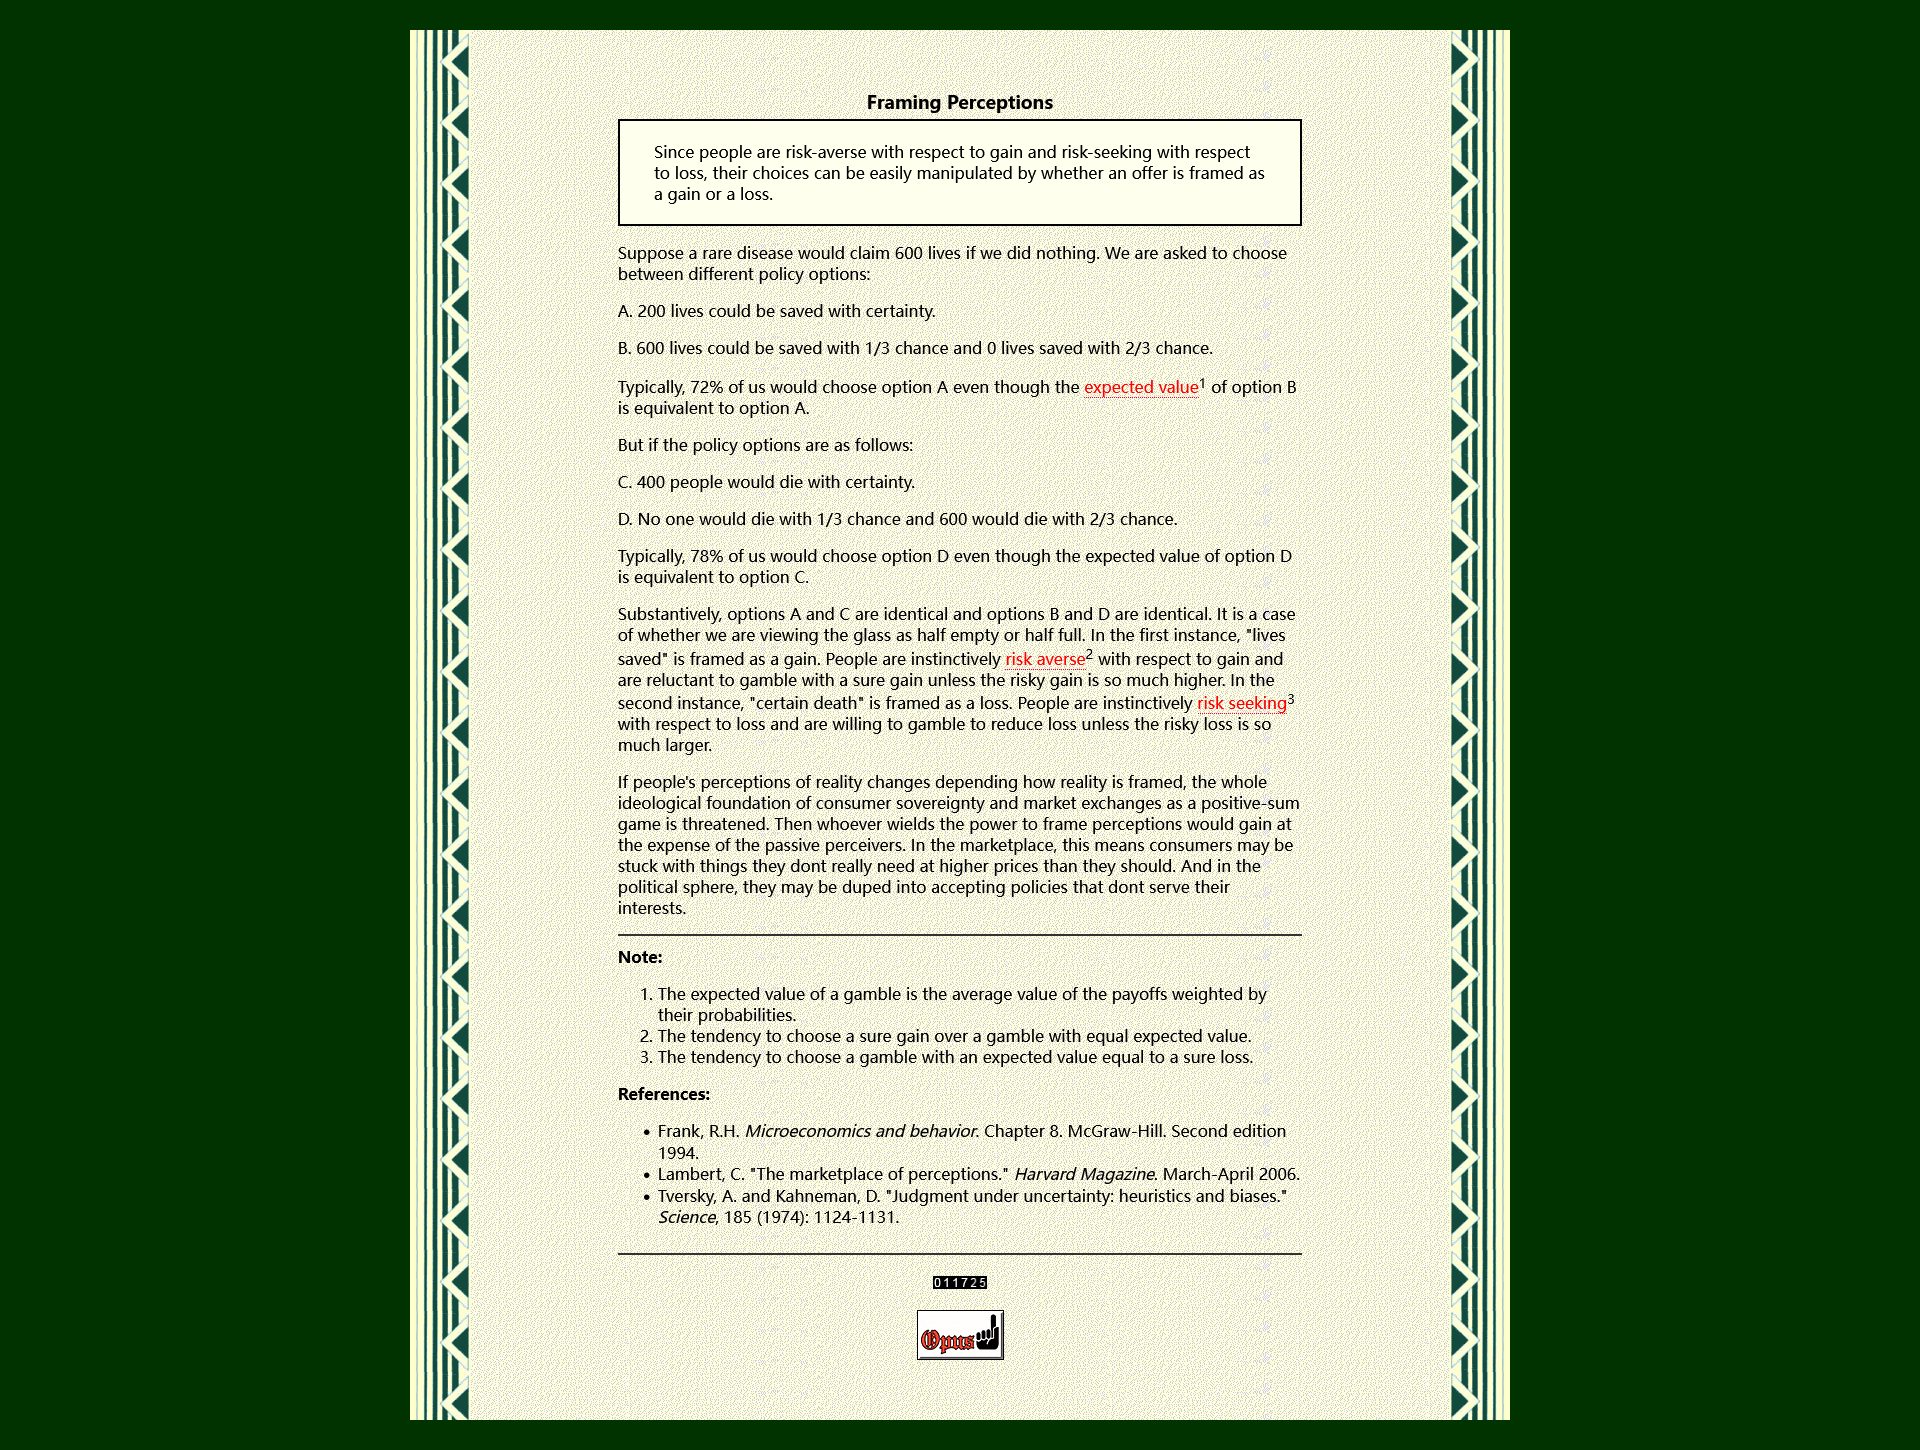 Framing Perceptions
Since people are risk-averse with respect to gain and risk-seeking with respect
to loss, their choices can be easily manipulated by whether an offer is framed as
a gain or a loss.
Suppose a rare disease would claim 600 lives if we did nothing. We are asked to choose
between different policy options:
A. 200 lives could be saved with certainty.
B. 600 lives could be saved with 1/3 chance and 0 lives saved with 2/3 chance.
Typically, 72% of us would choose option A even though the expected value1 of option B
is equivalent to option A.
But if the policy options are as follows:
C. 400 people would die with certainty.
D. No one would die with 1/3 chance and 600 would die with 2/3 chance.
Typically, 78% of us would choose option D even though the expected value of option D
is equivalent to option C.
Substantively, options A and C are identical and options B and D are identical. It is a case
of whether we are viewing the glass as half empty or half full. In the first instance, "lives
saved" is framed as a gain. People are instinctively risk averse2 with respect to gain and
are reluctant to gamble with a sure gain unless the risky gain is so much higher. In the
second instance, "certain death" is framed as a loss. People are instinctively risk seeking3
with respect to loss and are willing to gamble to reduce loss unless the risky loss is so
much larger.
If people's perceptions of reality changes depending how reality is framed, the whole
ideological foundation of consumer sovereignty and market exchanges as a positive-sum
game is threatened. Then whoever wields the power to frame perceptions would gain at
the expense of the passive perceivers. In the marketplace, this means consumers may be
stuck with things they dont really need at higher prices than they should. And in the
political sphere, they may be duped into accepting policies that dont serve their
interests.
Note:
1. The expected value of a gamble is the average value of the payoffs weighted by
their probabilities.
2. The tendency to choose a sure gain over a gamble with equal expected value.
3. The tendency to choose a gamble with an expected value equal to a sure loss.
References:
• Frank, R.H. Microeconomics and behavior. Chapter 8. McGraw-Hill. Second edition
1994.
• Lambert, C. "The marketplace of perceptions." Harvard Magazine. March-April 2006.
• Tversky, A. and Kahneman, D. "Judgment under uncertainty: heuristics and biases."
Science, 185 (1974): 1124-1131.
011725
Opus